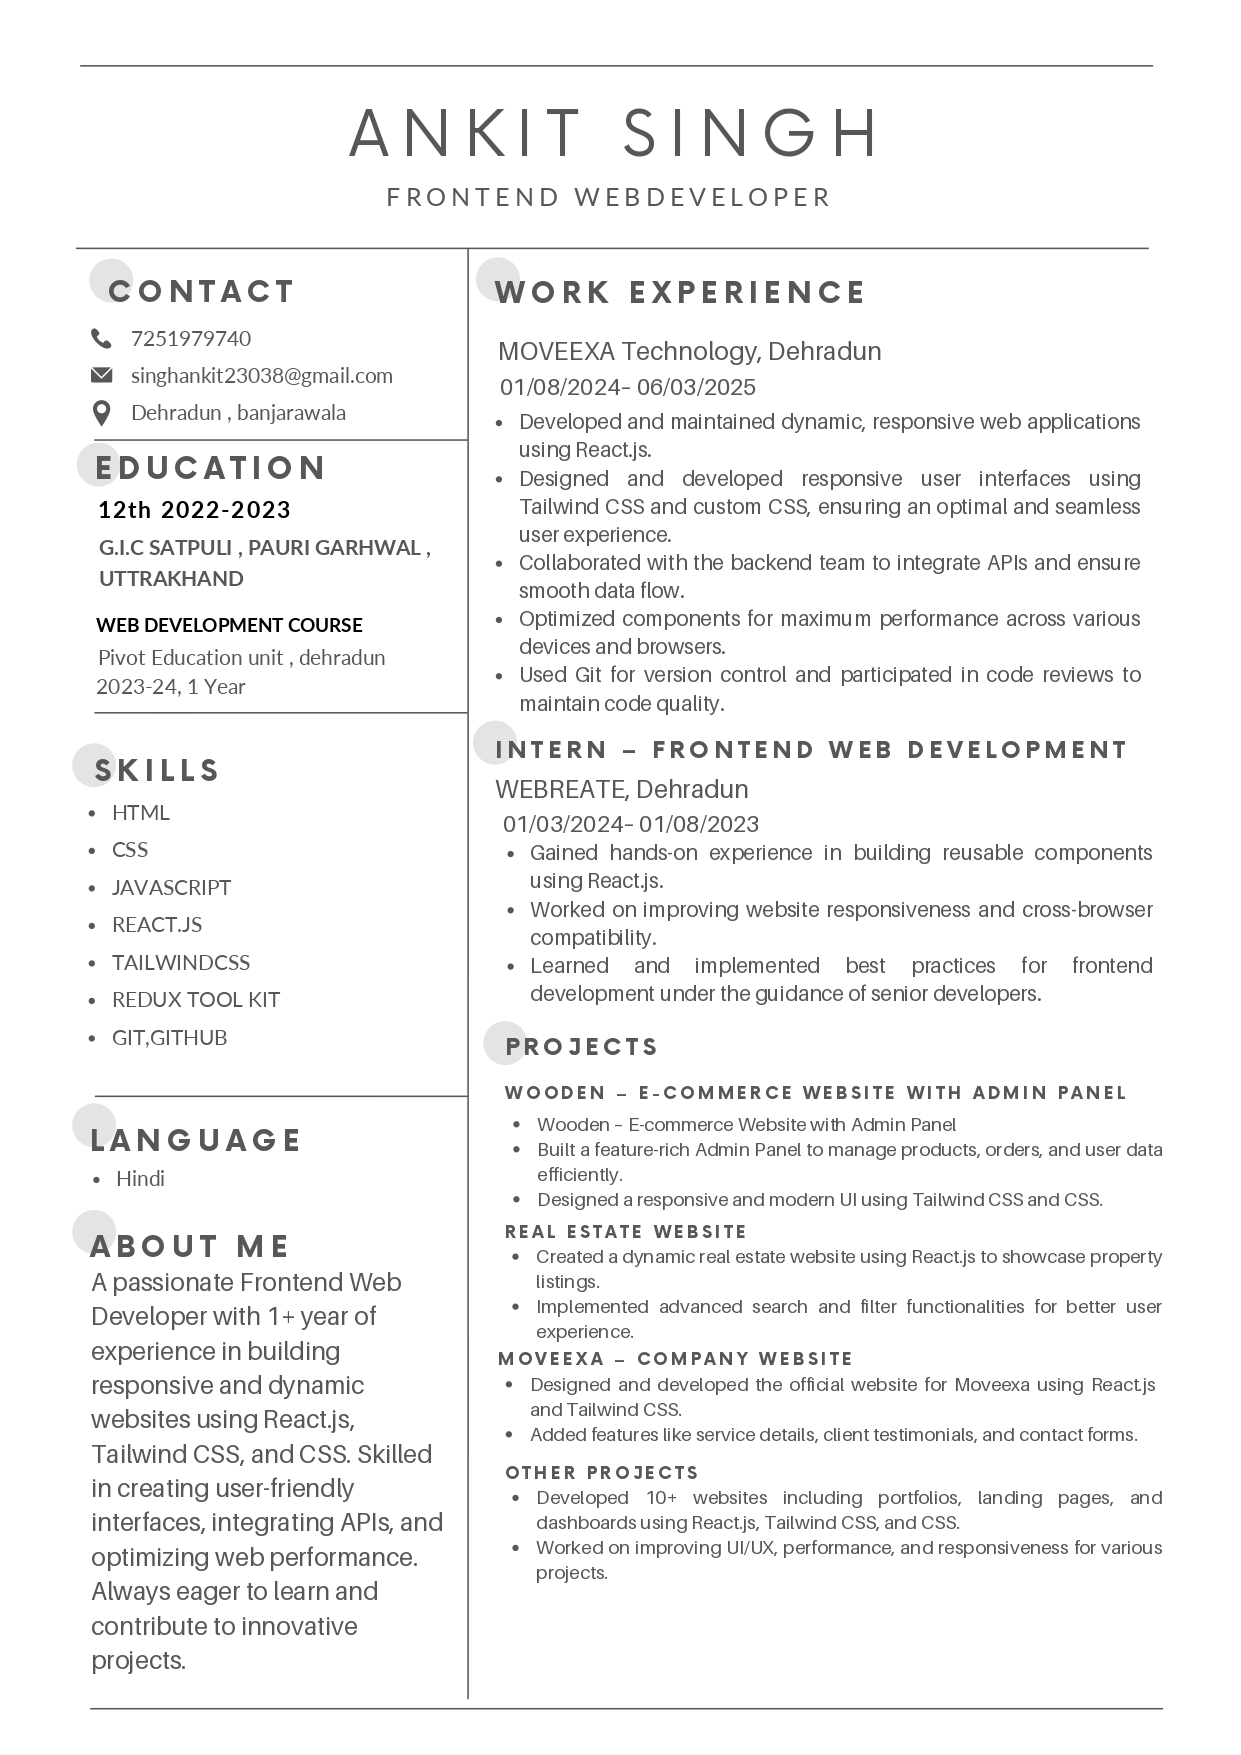 ANKIT SINGH
FRONTEND WEBDEVELOPER
CONTACT
7251979740
singhankit23038@gmail.com
Dehradun , banjarawala
EDUCATION
12th 2022-2023
G.I.C SATPULI , PAURI GARHWAL ,
UTTRAKHAND
WEB DEVELOPMENT COURSE
Pivot Education unit , dehradun
2023-24, 1 Year
SKILLS
• HTML
• CSS
• JAVASCRIPT
• REACT.JS
• TAILWINDCSS
• REDUX TOOL KIT
• GIT,GITHUB
LANGUAGE
• Hindi
ABOUT ME
A passionate Frontend Web
Developer with 1+ year of
experience in building
responsive and dynamic
websites using React.js,
Tailwind CSS, and CSS. Skilled
in creating user-friendly
interfaces, integrating APIs, and
optimizing web performance.
Always eager to learn and
contribute to innovative
projects.
WORK EXPERIENCE
MOVEEXA Technology, Dehradun
01/08/2024– 06/03/2025
• Developed and maintained dynamic, responsive web applications
using React.js.
• Designed and developed responsive user interfaces using
Tailwind CSS and custom CSS, ensuring an optimal and seamless
user experience.
• Collaborated with the backend team to integrate APIs and ensure
smooth data flow.
• Optimized components for maximum performance across various
devices and browsers.
• Used Git for version control and participated in code reviews to
maintain code quality.
INTERN – FRONTEND WEB DEVELOPMENT
WEBREATE, Dehradun
01/03/2024– 01/08/2023
• Gained hands-on experience in building reusable components
using React.js.
• Worked on improving website responsiveness and cross-browser
compatibility.
• Learned and implemented best practices for frontend
development under the guidance of senior developers.
PROJECTS
WOODEN – E-COMMERCE WEBSITE WITH ADMIN PANEL
• Wooden – E-commerce Website with Admin Panel
• Built a feature-rich Admin Panel to manage products, orders, and user data
efficiently.
• Designed a responsive and modern UI using Tailwind CSS and CSS.
REAL ESTATE WEBSITE
• Created a dynamic real estate website using React.js to showcase property
listings.
• Implemented advanced search and filter functionalities for better user
experience.
MOVEEXA – COMPANY WEBSITE
• Designed and developed the official website for Moveexa using React.js
and Tailwind CSS.
• Added features like service details, client testimonials, and contact forms.
OTHER PROJECTS
• Developed 10+ websites including portfolios, landing pages, and
dashboards using React.js, Tailwind CSS, and CSS.
• Worked on improving UI/UX, performance, and responsiveness for various
projects.